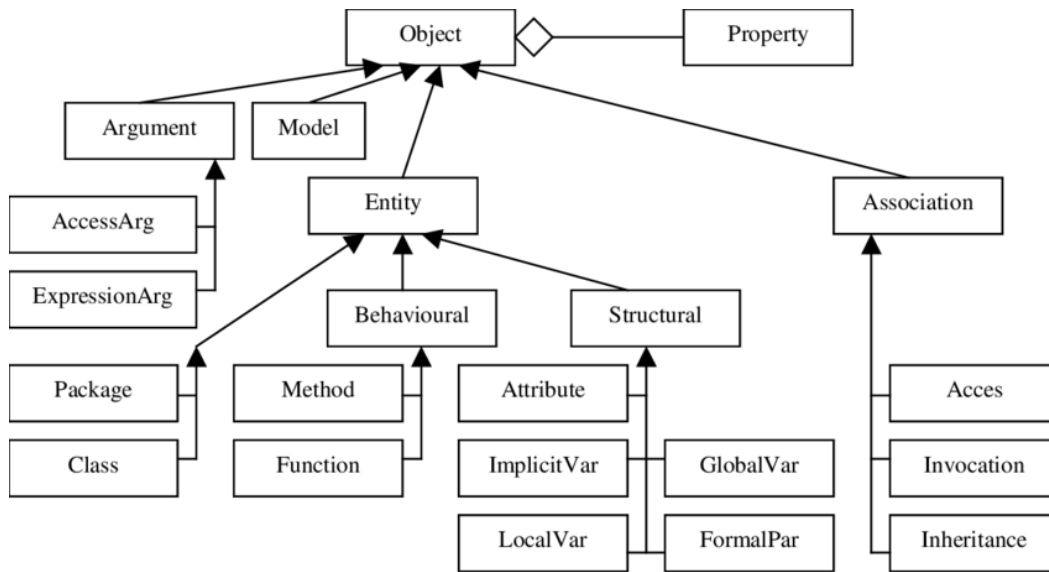 Object
Property
Argument
Model
Entity
Association
AccessArg
ExpressionArg
Behavioural
Structural
Package
Method
Attribute
Acces
Class
Function
ImplicitVar
GlobalVar
Invocation
LocalVar
FormalPar
Inheritance